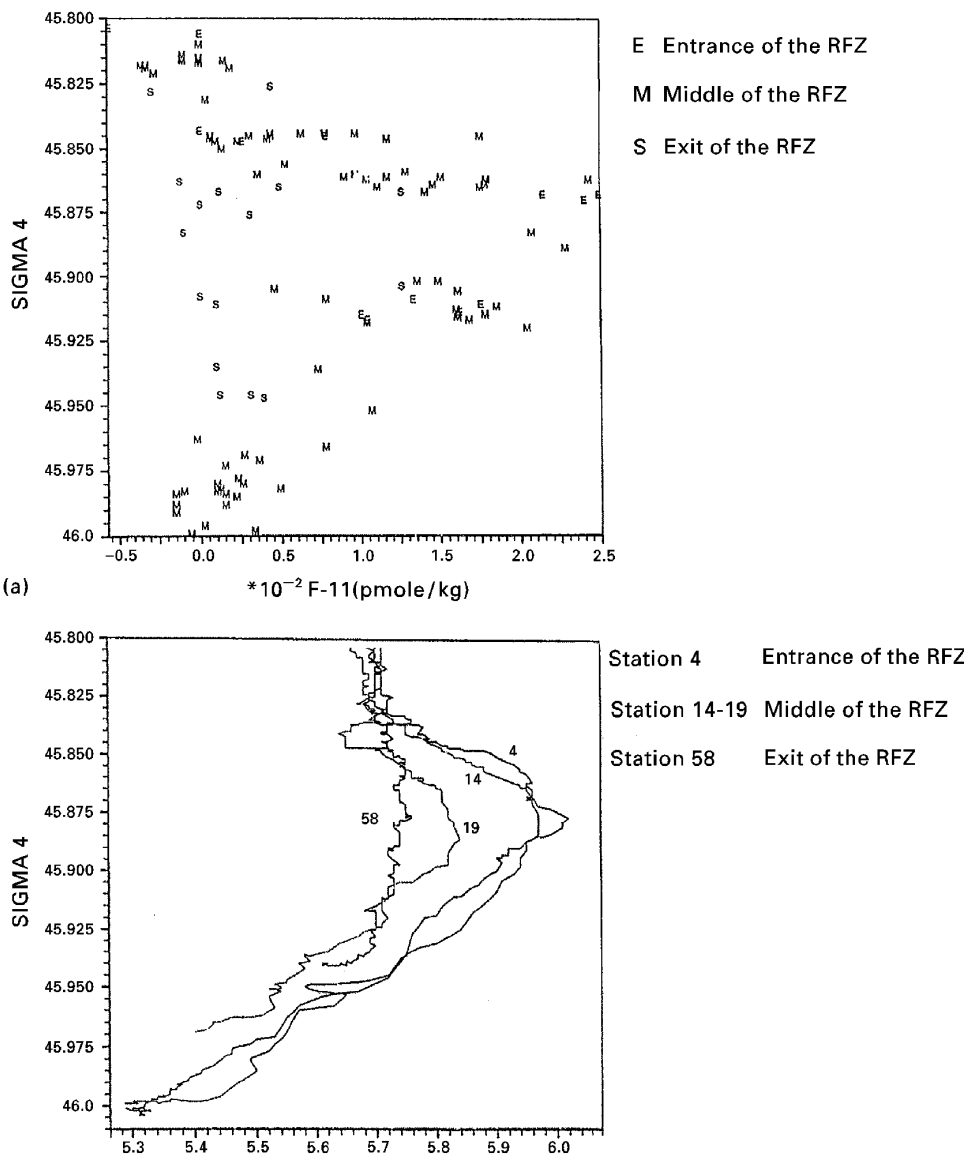 45.800
45.825
45.850
45.875
45.900
45.925
45.950
45.975
46.0
SIGMA 4
−0.5 0.0 0.5 1.0 1.5 2.0 2.5
(a)
*10−2 F-11(pmole/kg)
E Entrance of the RFZ
M Middle of the RFZ
S Exit of the RFZ
45.800
45.825
45.850
45.875
45.900
45.925
45.950
45.975
46.0
SIGMA 4
4
14
58
19
5.3 5.4 5.5 5.6 5.7 5.8 5.9 6.0
Station 4 Entrance of the RFZ
Station 14-19 Middle of the RFZ
Station 58 Exit of the RFZ